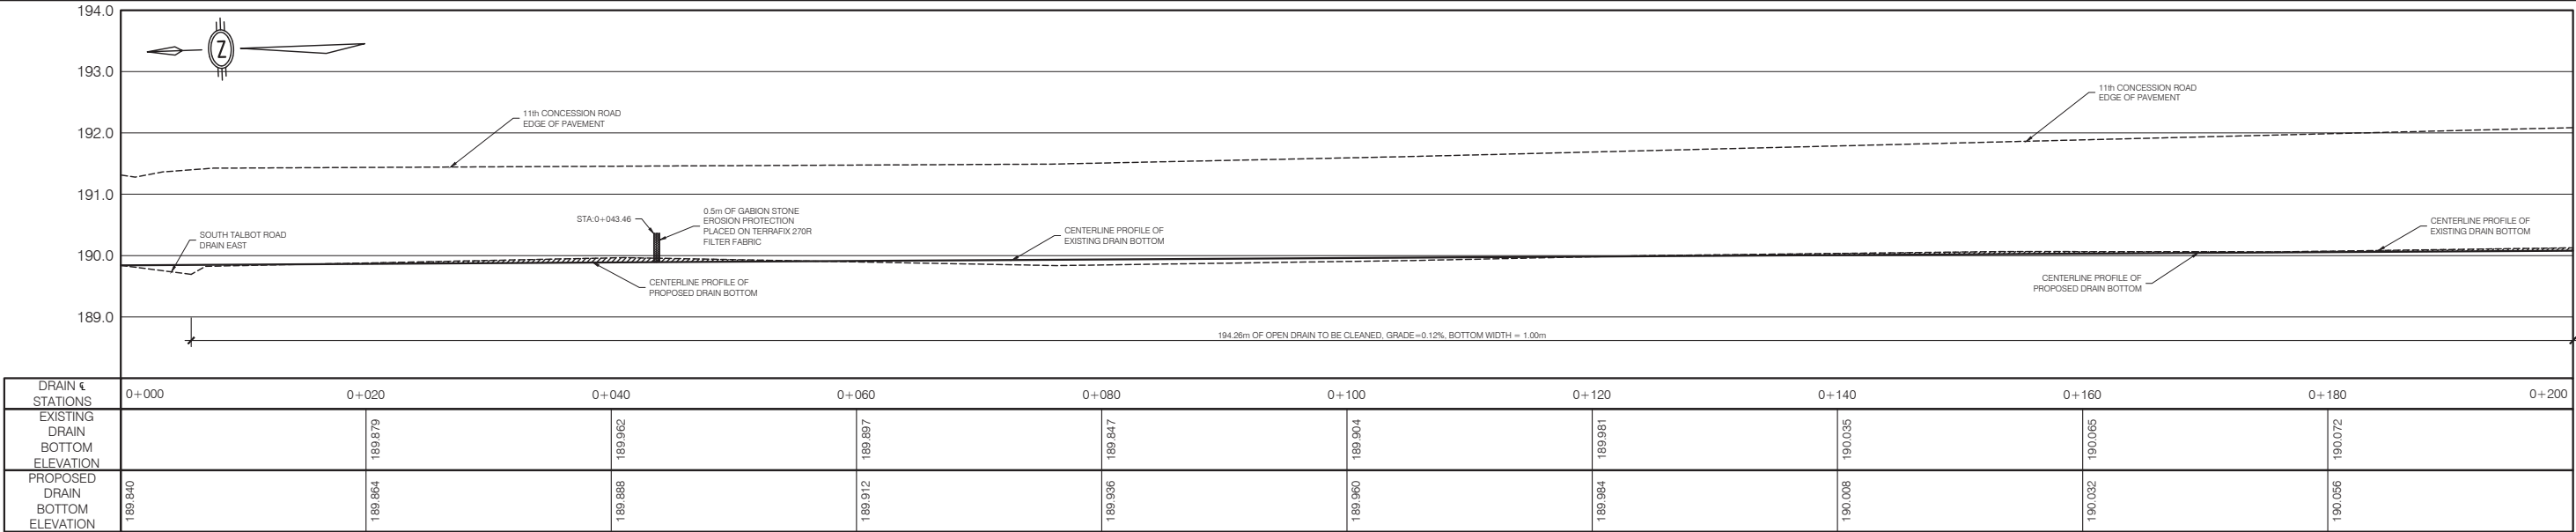 194.0
193.0
192.0
191.0
190.0
189.0
Z
11th CONCESSION ROAD
EDGE OF PAVEMENT
11th CONCESSION ROAD
EDGE OF PAVEMENT
SOUTH TALBOT ROAD
DRAIN EAST
STA:0+043.46
0.5m OF GABION STONE
EROSION PROTECTION
PLACED ON TERRAFIX 270R
FILTER FABRIC
CENTERLINE PROFILE OF
EXISTING DRAIN BOTTOM
CENTERLINE PROFILE OF
EXISTING DRAIN BOTTOM
CENTERLINE PROFILE OF
PROPOSED DRAIN BOTTOM
CENTERLINE PROFILE OF
PROPOSED DRAIN BOTTOM
194.26m OF OPEN DRAIN TO BE CLEANED, GRADE=0.12%, BOTTOM WIDTH = 1.00m
DRAIN ℄
STATIONS
0+000 0+020 0+040 0+060 0+080 0+100 0+120 0+140 0+160 0+180 0+200
EXISTING
DRAIN
BOTTOM
ELEVATION
189.879 189.962 189.897 189.847 189.904 189.981 190.035 190.065 190.072
PROPOSED
DRAIN
BOTTOM
ELEVATION
189.840 189.864 189.888 189.912 189.936 189.960 189.984 190.008 190.032 190.056